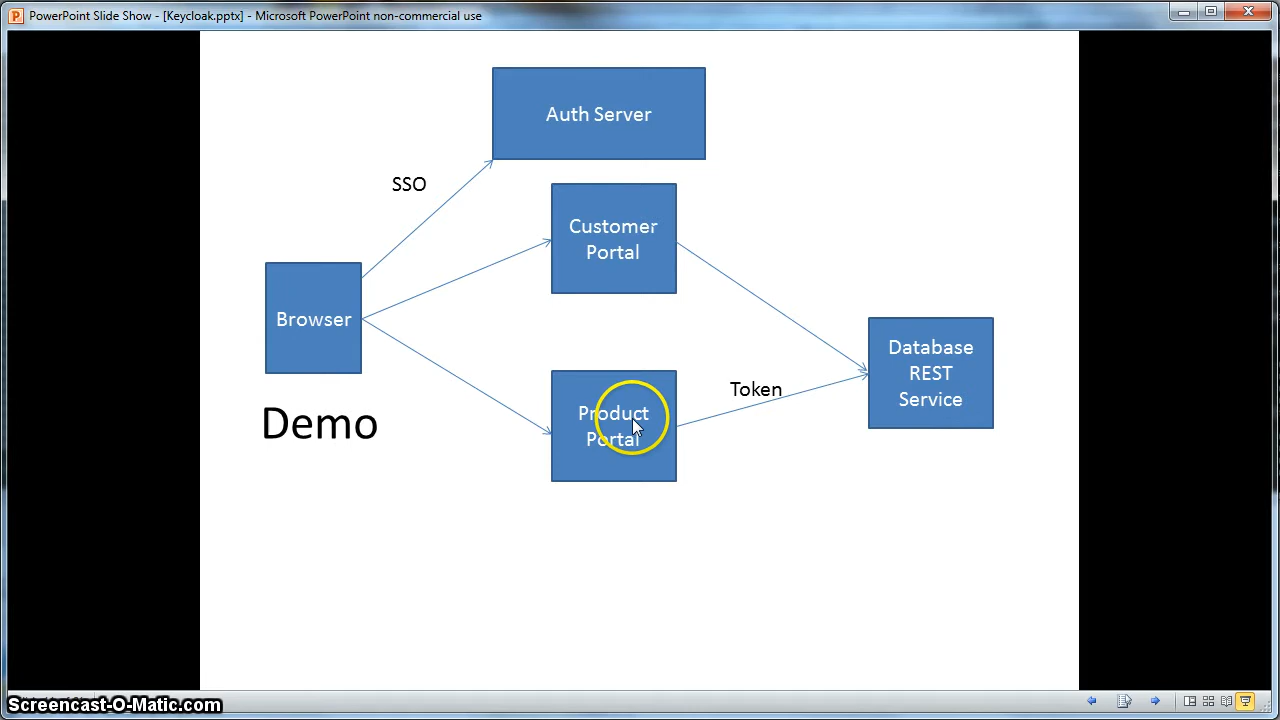 PowerPoint Slide Show - [Keycloak.pptx] - Microsoft PowerPoint non-commercial use
Auth Server
SSO
Customer
Portal
Browser
Database
REST
Service
Token
Product
Portal
Demo
Screencast-O-Matic.com